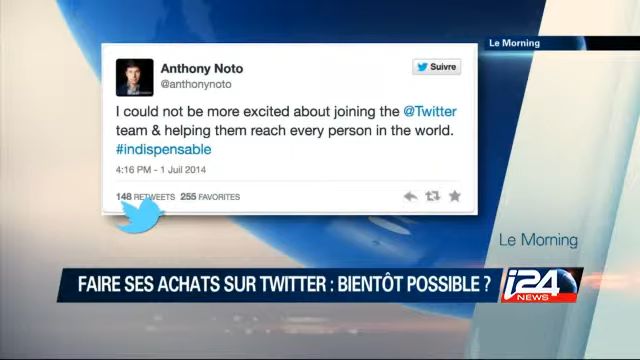 Le Morning
Anthony Noto
@anthonynoto
Suivre
I could not be more excited about joining the @Twitter
team & helping them reach every person in the world.
#indispensable
4:16 PM - 1 Juil 2014
148 RETWEETS 255 FAVORITES
Le Morning
FAIRE SES ACHATS SUR TWITTER : BIENTÔT POSSIBLE ?
i24
NEWS